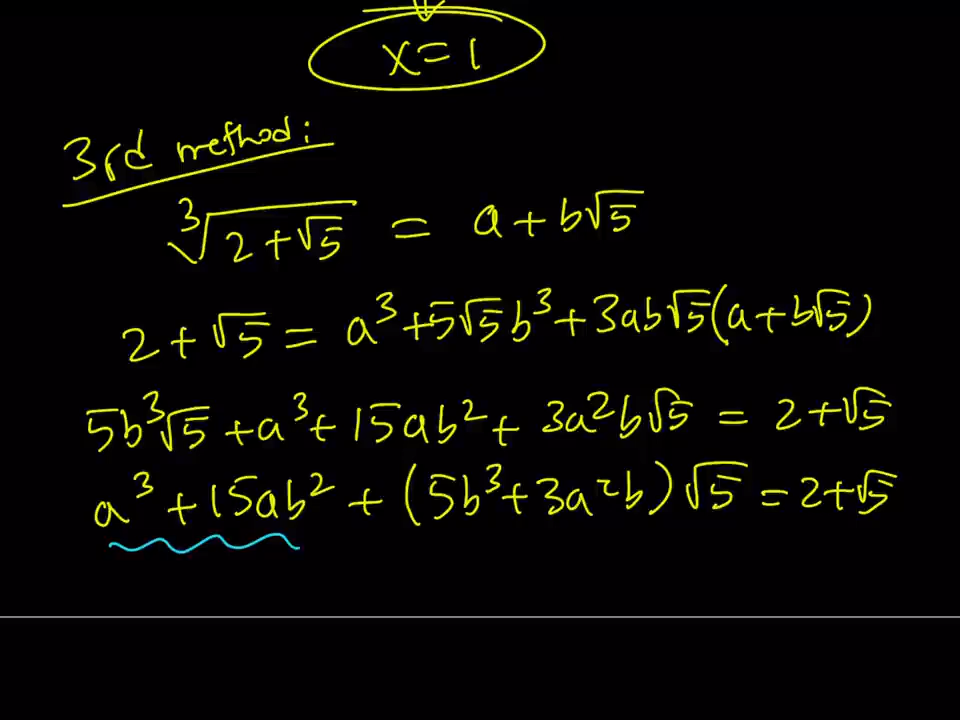 x=1
3rd method:
∛(2+√5) = a+b√5
2+√5 = a³+5√5b³+3ab√5(a+b√5)
5b³√5+a³+15ab²+3a²b√5=2+√5
a³+15ab²+(5b³+3a²b)√5=2+√5